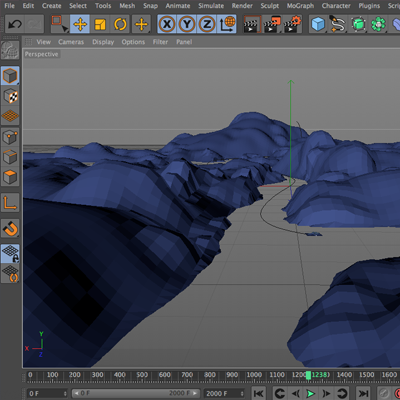 File Edit Create Select Tools Mesh Snap Animate Simulate Render Sculpt MoGraph Character Plugins Scri
View Cameras Display Options Filter Panel
Perspective
X Y Z
Y
X
Z
0 100 200 300 400 500 600 700 800 900 1000 1100 1200 1238 1400 1500 1600
0 F 0 F 2000 F 2000 F